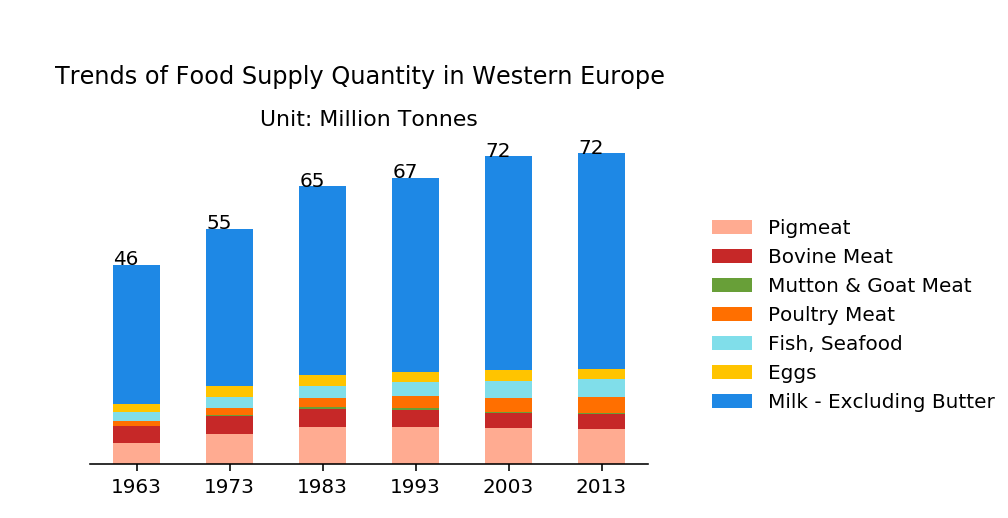 Trends of Food Supply Quantity in Western Europe
Unit: Million Tonnes
46
55
65
67
72
72
1963
1973
1983
1993
2003
2013
Pigmeat
Bovine Meat
Mutton & Goat Meat
Poultry Meat
Fish, Seafood
Eggs
Milk - Excluding Butter